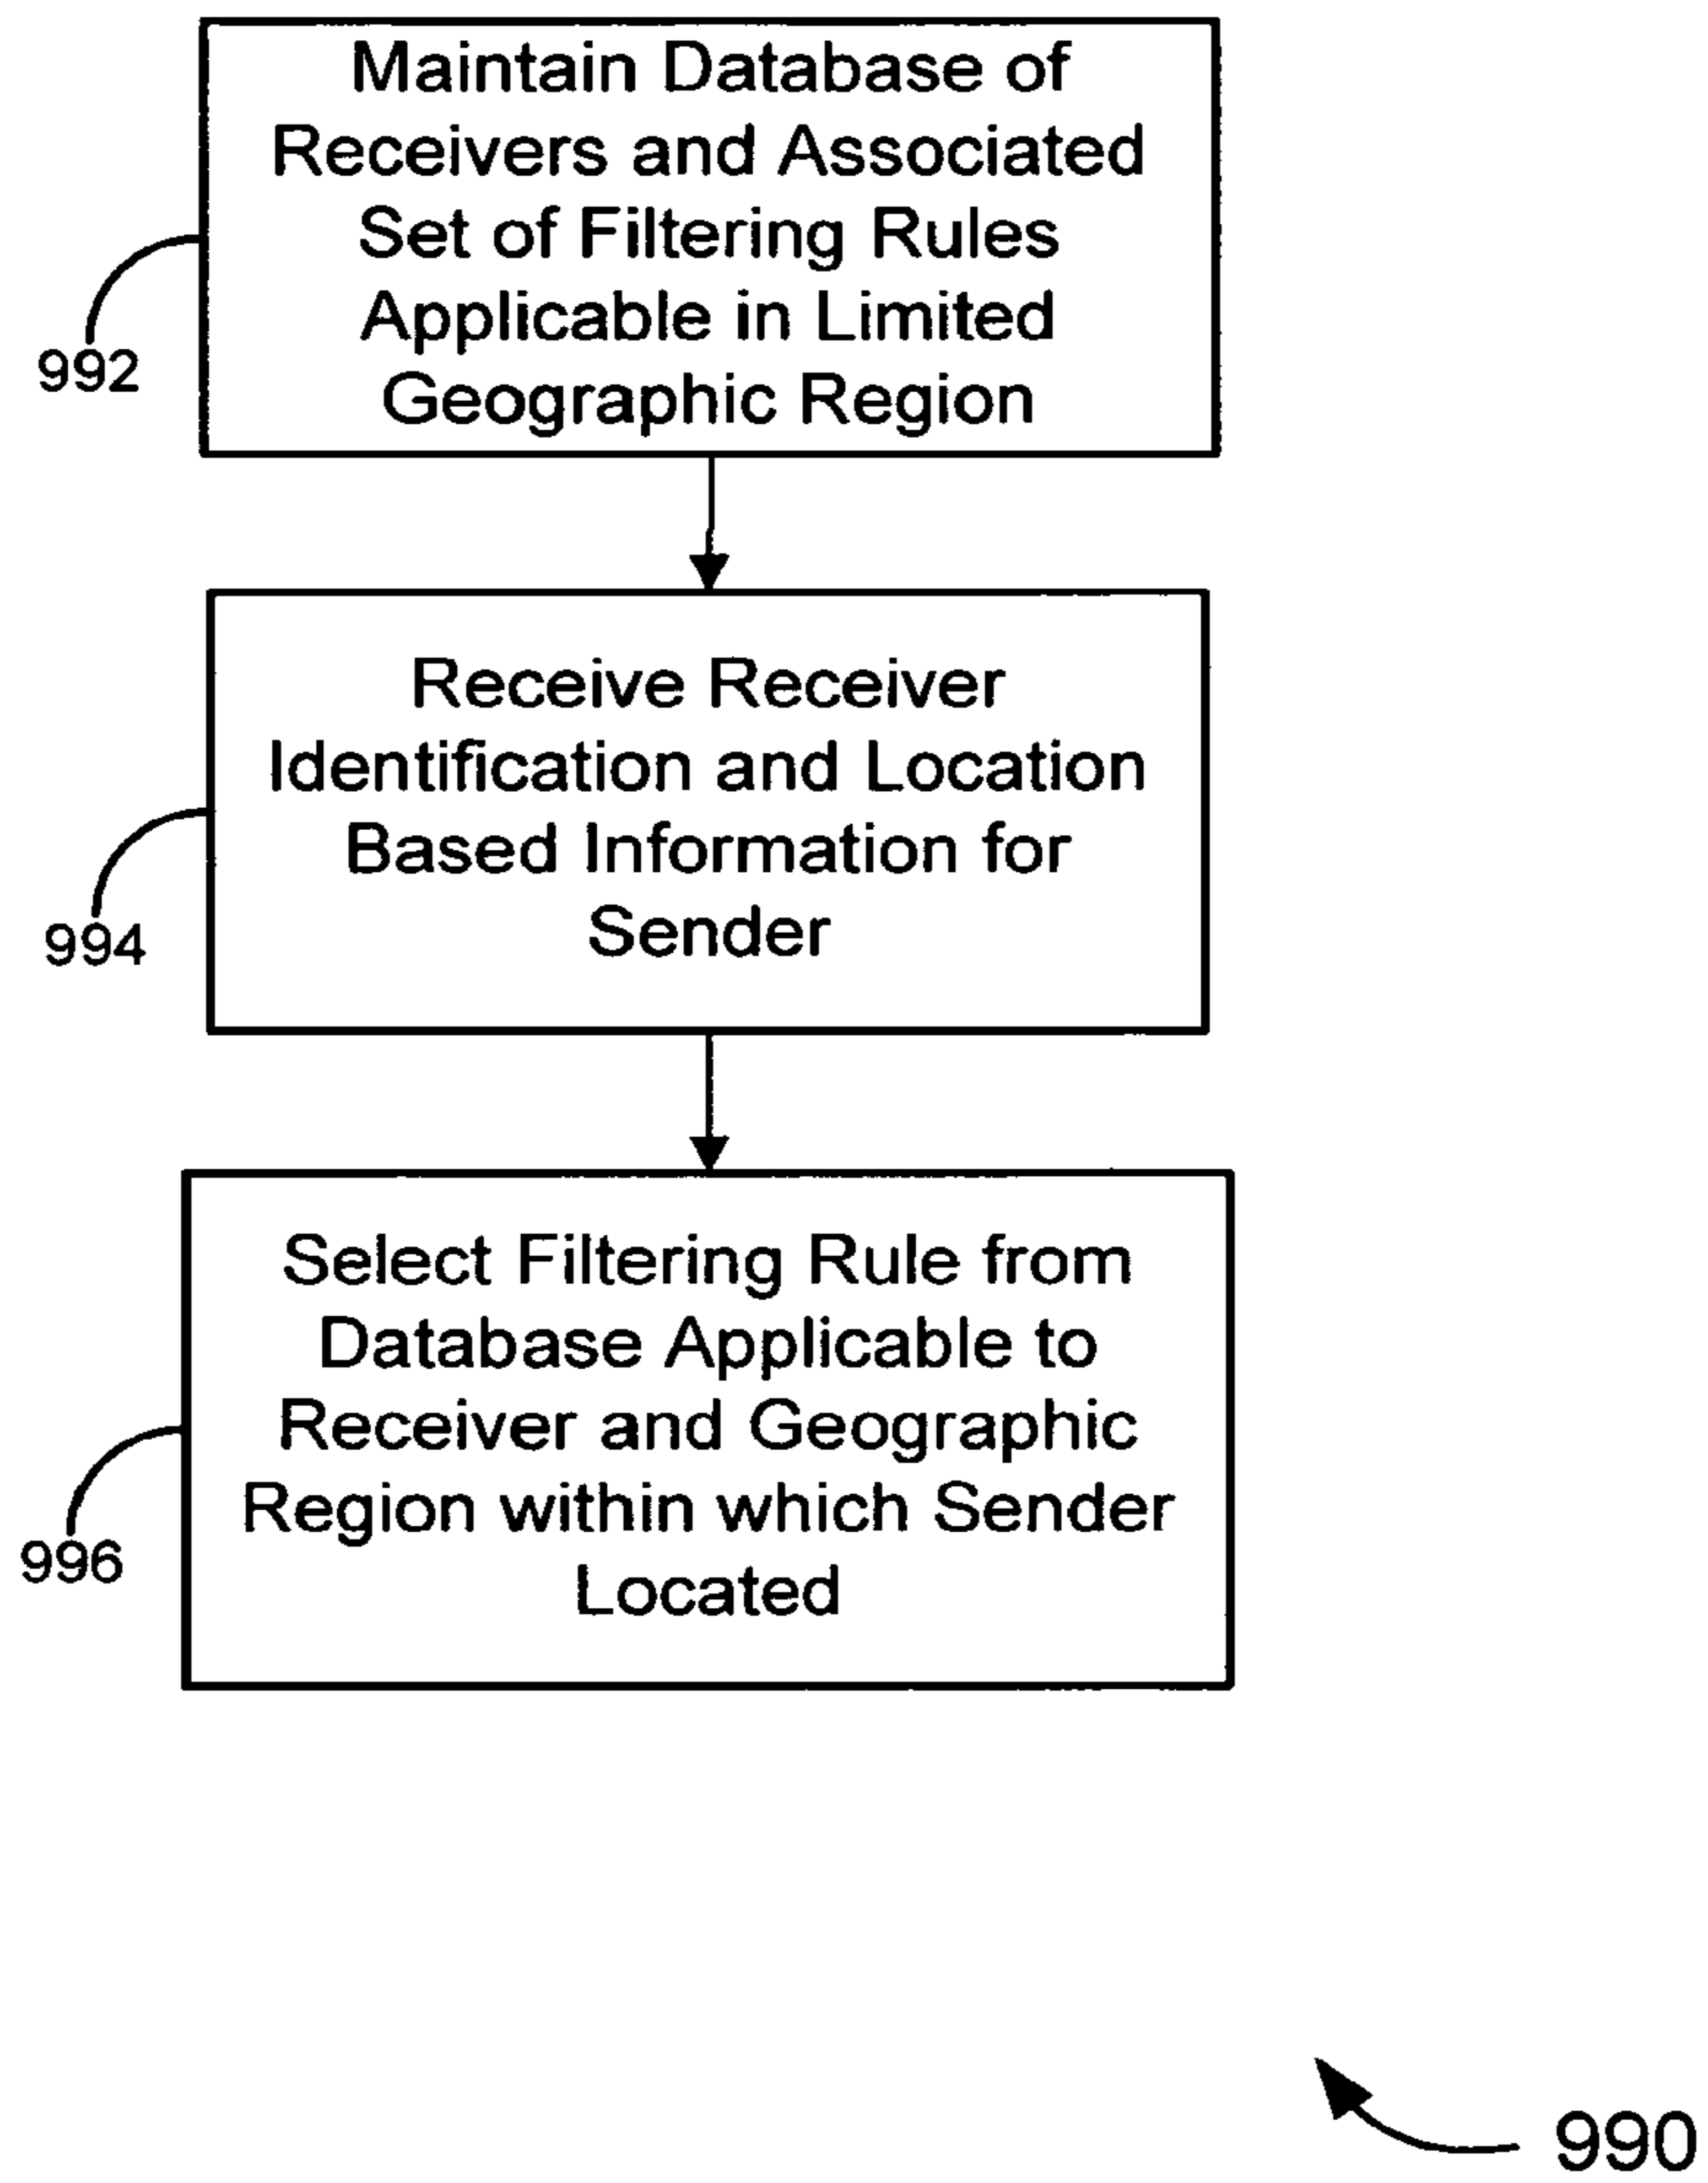 Maintain Database of
Receivers and Associated
Set of Filtering Rules
Applicable in Limited
Geographic Region
992
Receive Receiver
Identification and Location
Based Information for
Sender
994
Select Filtering Rule from
Database Applicable to
Receiver and Geographic
Region within which Sender
Located
996
990